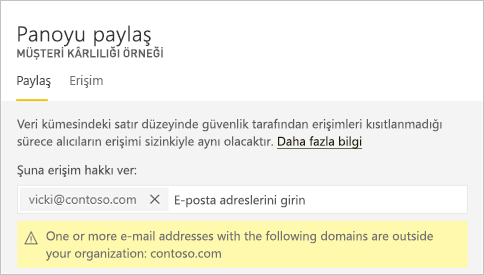 Panoyu paylaş
MÜŞTERİ KÂRLILIĞI ÖRNEĞİ
Paylaş Erişim
Veri kümesindeki satır düzeyinde güvenlik tarafından erişimleri kısıtlanmadığı
sürece alıcıların erişimi sizinkiyle aynı olacaktır. Daha fazla bilgi
Şuna erişim hakkı ver:
vicki@contoso.com E-posta adreslerini girin
One or more e-mail addresses with the following domains are outside
your organization: contoso.com